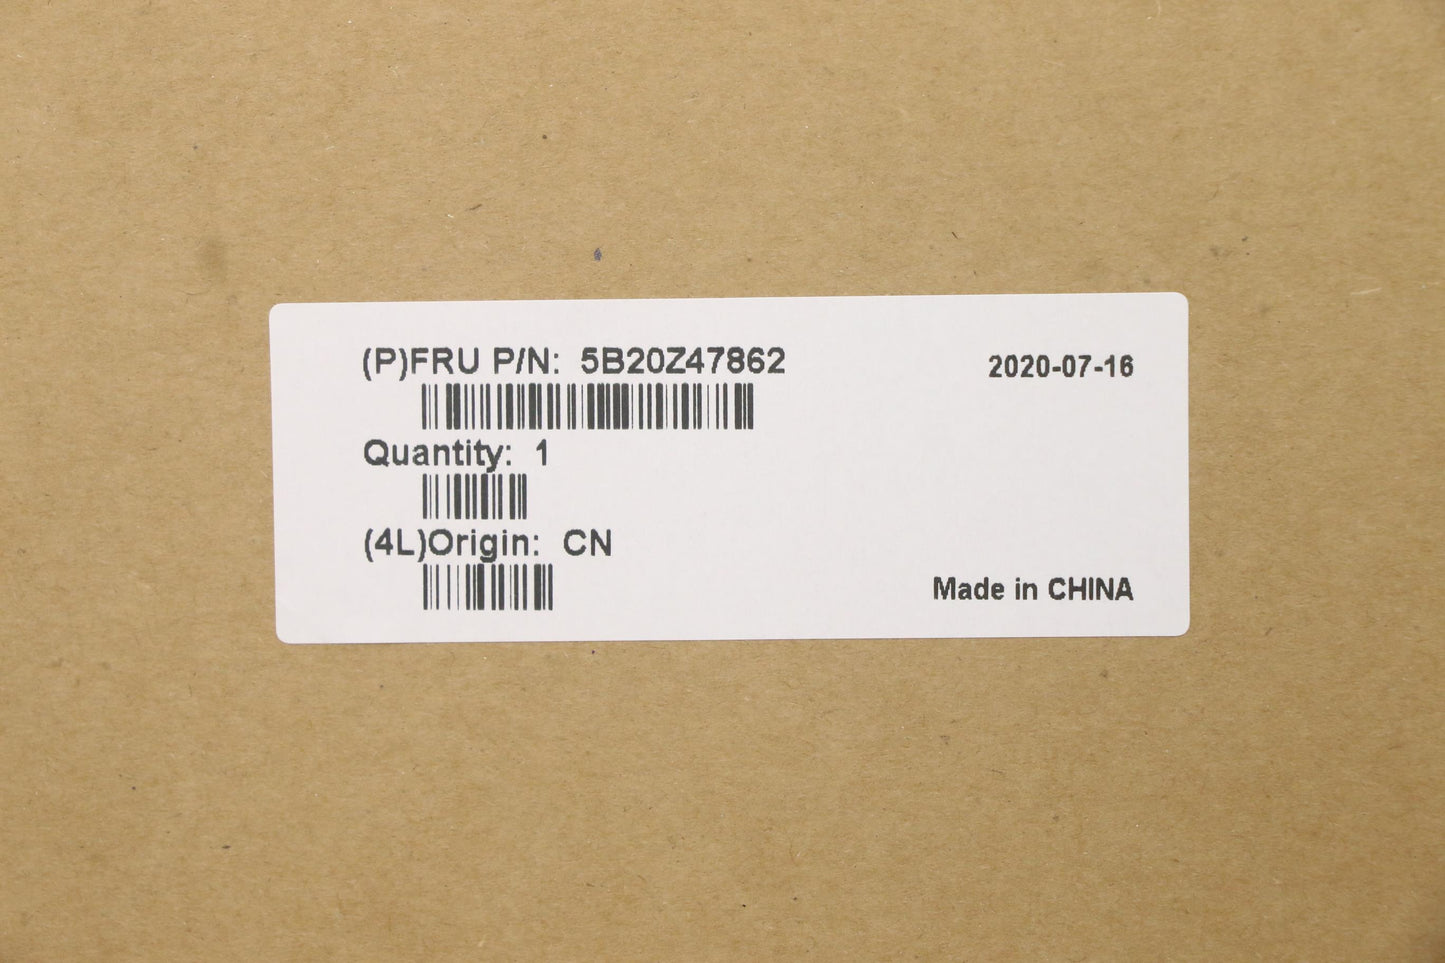 (P)FRU P/N: 5B20Z47862
2020-07-16
Quantity: 1
(4L)Origin: CN
Made in CHINA